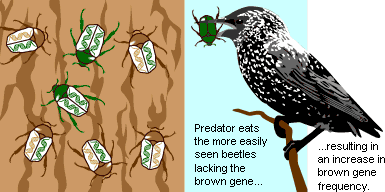 Predator eats
the more easily
seen beetles
lacking the
brown gene...
...resulting in
an increase in
brown gene
frequency.